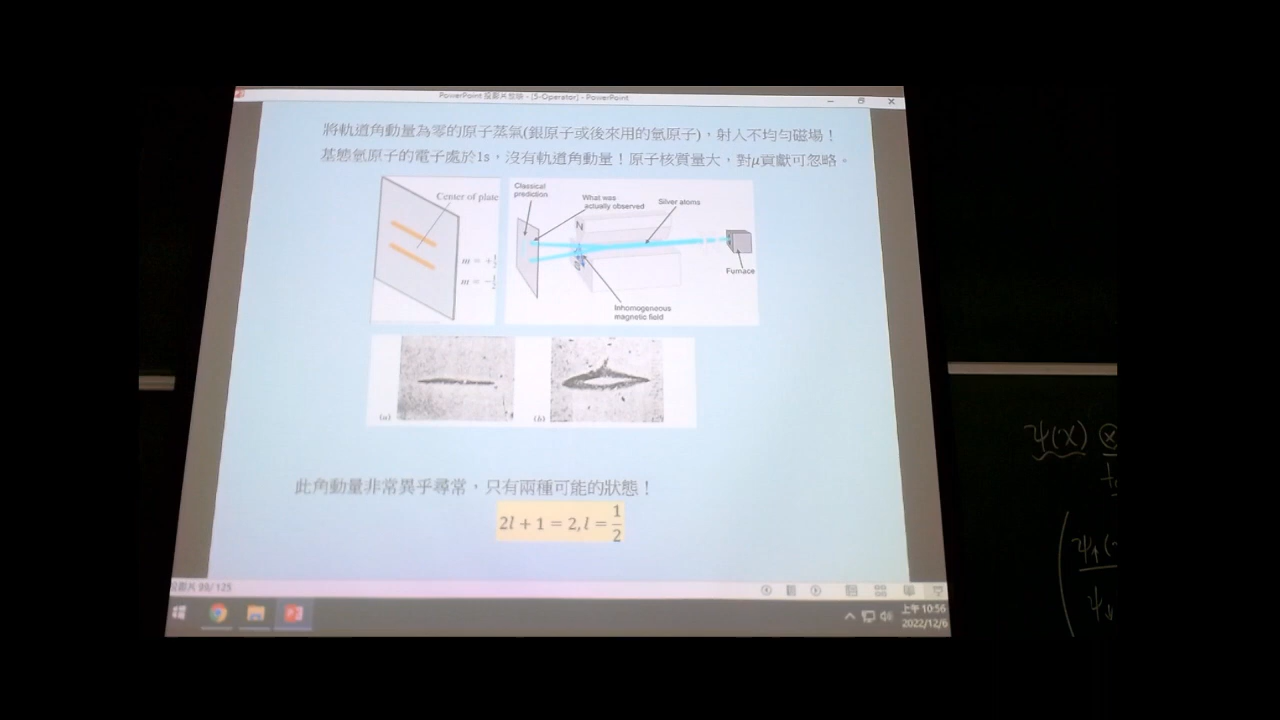 PowerPoint 投影片放映 - [5-Operator] - PowerPoint
將軌道角動量為零的原子蒸氣(銀原子或後來用的氫原子)，射入不均勻磁場！
基態氫原子的電子處於1s，沒有軌道角動量！原子核質量大，對μ貢獻可忽略。
Center of plate
m = +1/2
m = -1/2
Classical prediction
What was actually observed
Silver atoms
N
Furnace
Inhomogeneous magnetic field
(a)
(b)
此角動量非常異乎尋常，只有兩種可能的狀態！
2l + 1 = 2, l = 1/2
投影片 98/125
上午 10:56
2022/12/6
ψ(x) ⊗